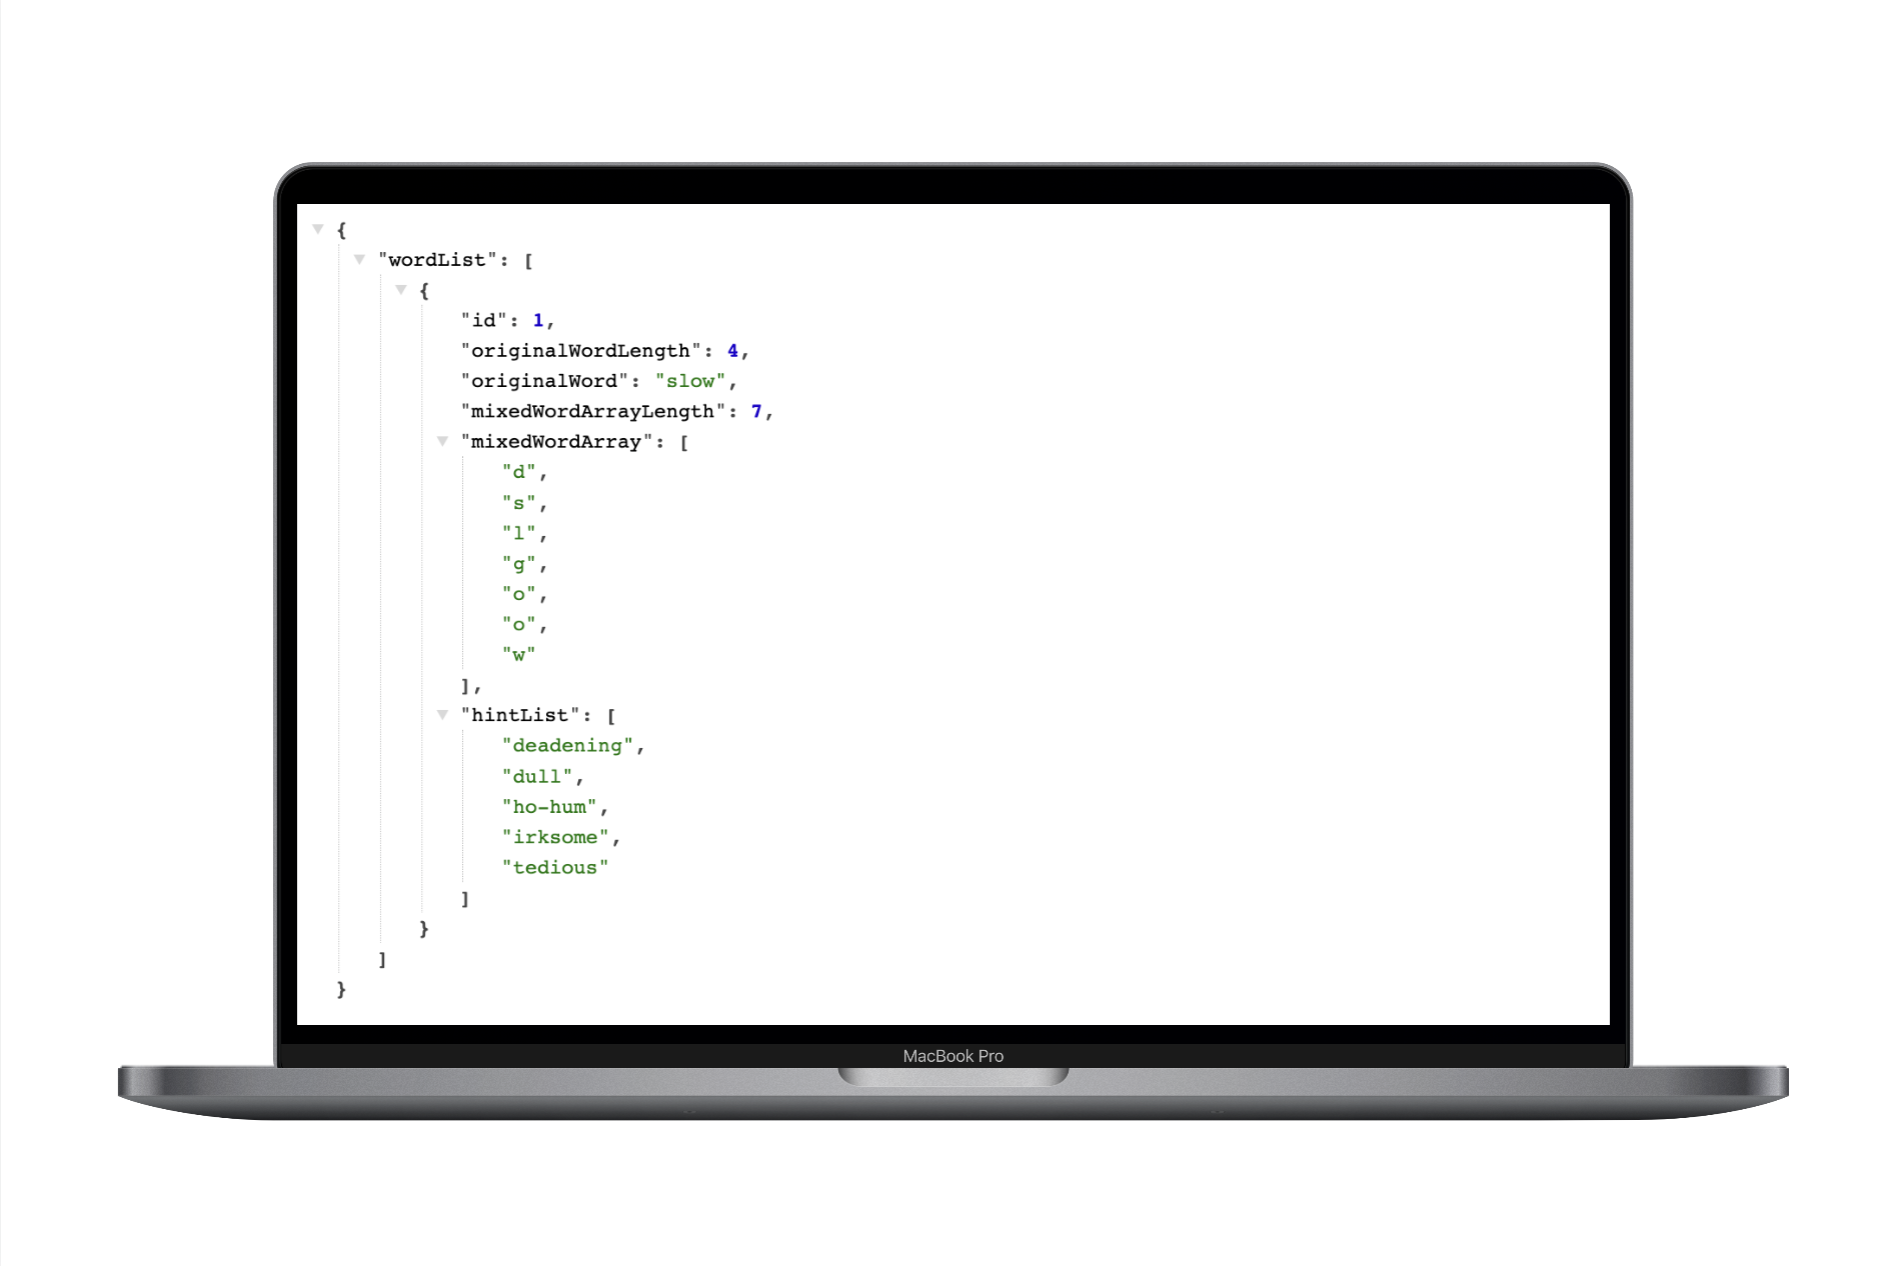 {
"wordList": [
{
"id": 1,
"originalWordLength": 4,
"originalWord": "slow",
"mixedWordArrayLength": 7,
"mixedWordArray": [
"d",
"s",
"l",
"g",
"o",
"o",
"w"
],
"hintList": [
"deadening",
"dull",
"ho-hum",
"irksome",
"tedious"
]
}
]
}
MacBook Pro